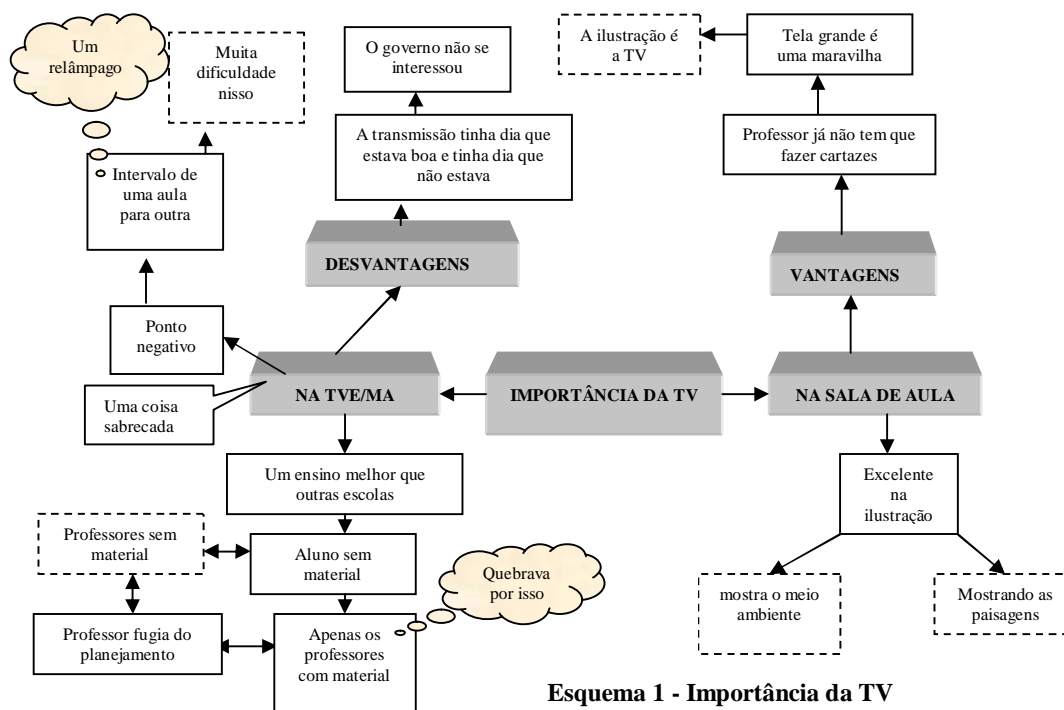 Um
relâmpago
Muita
dificuldade
nisso
O governo não se
interessou
A ilustração é
a TV
Tela grande é
uma maravilha
Intervalo de
uma aula
para outra
A transmissão tinha dia que
estava boa e tinha dia que
não estava
Professor já não tem que
fazer cartazes
DESVANTAGENS
VANTAGENS
Ponto
negativo
Uma coisa
sabrecada
NA TVE/MA
IMPORTÂNCIA DA TV
NA SALA DE AULA
Um ensino melhor que
outras escolas
Excelente
na
ilustração
Professores sem
material
Aluno sem
material
Quebrava
por isso
mostra o meio
ambiente
Mostrando as
paisagens
Professor fugia do
planejamento
Apenas os
professores
com material
Esquema 1 - Importância da TV